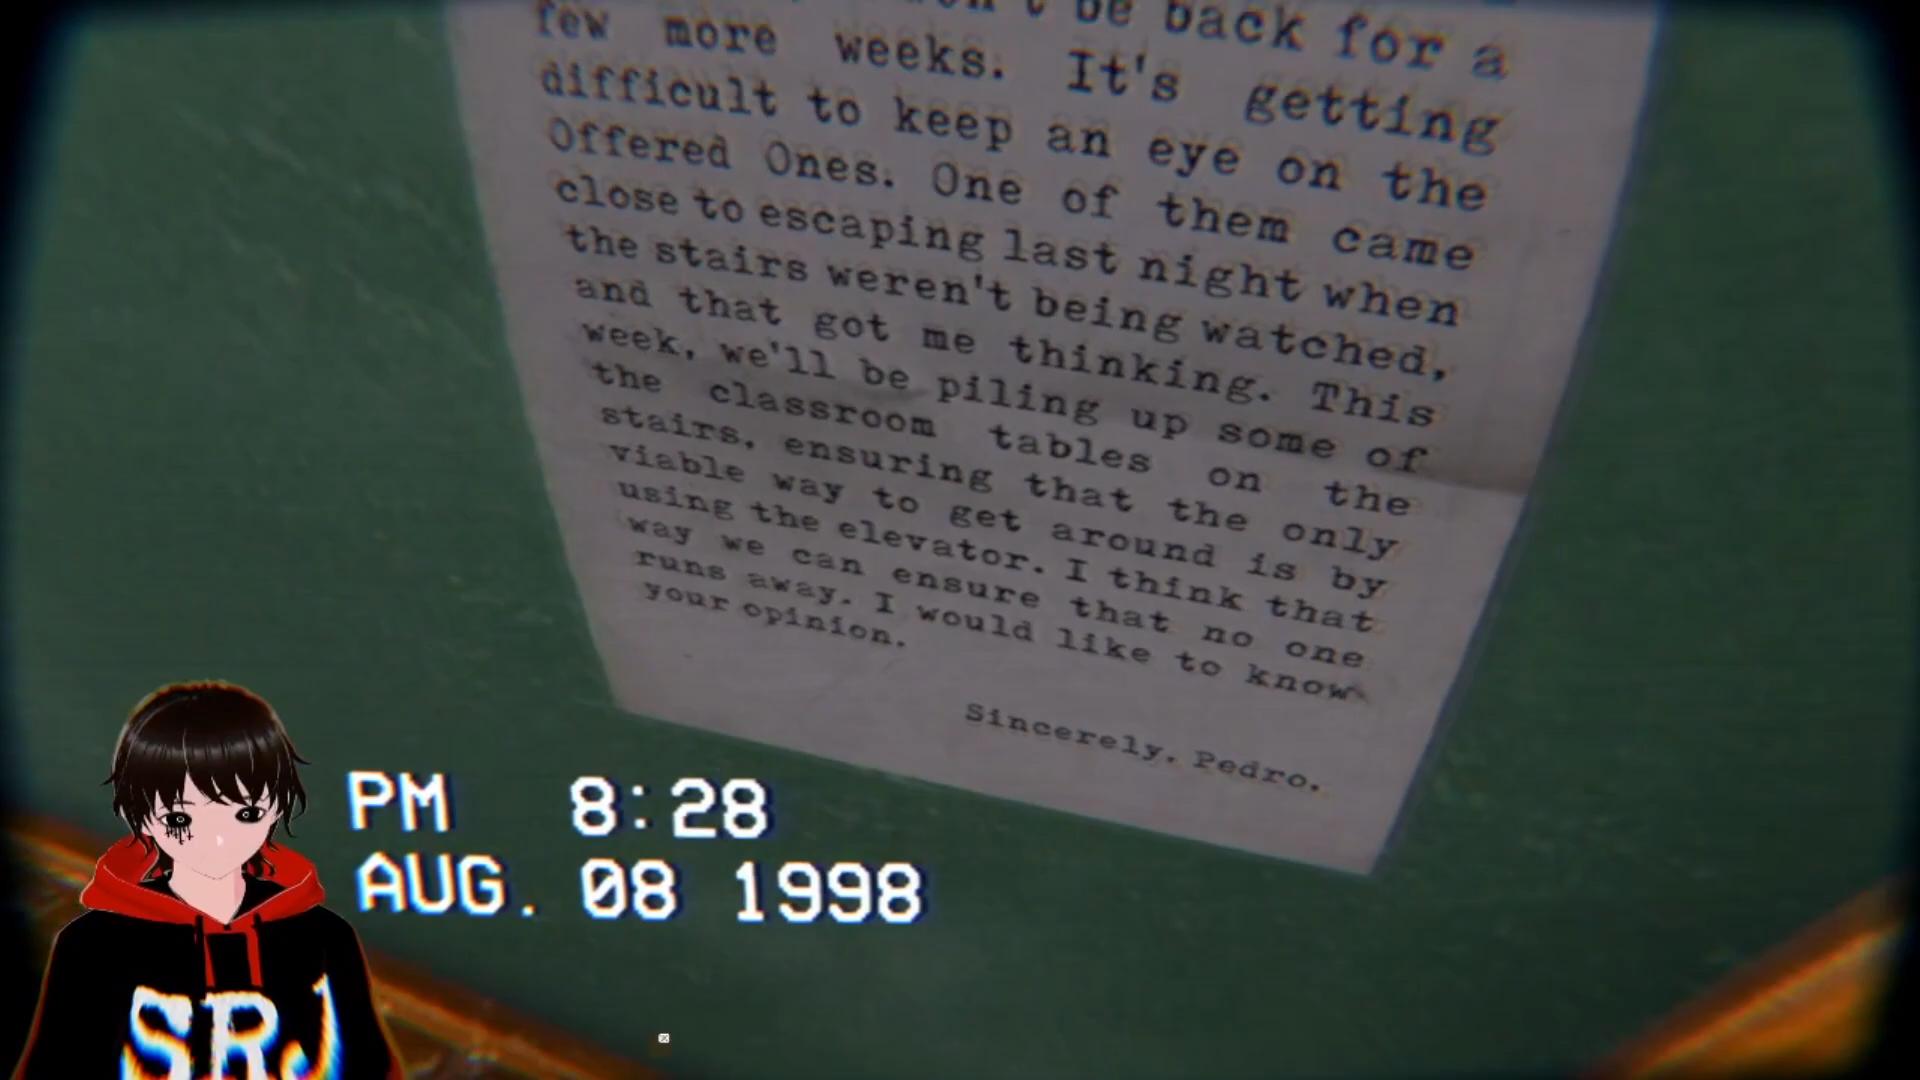 be back for a
few more weeks. It's getting
difficult to keep an eye on the
Offered Ones. One of them came
close to escaping last night when
the stairs weren't being watched,
and that got me thinking. This
week, we'll be piling up some of
the classroom tables on the
stairs, ensuring that the only
viable way to get around is by
using the elevator. I think that
way we can ensure that no one
runs away. I would like to know
your opinion.
Sincerely, Pedro.
PM 8:28
AUG. 08 1998
SRJ